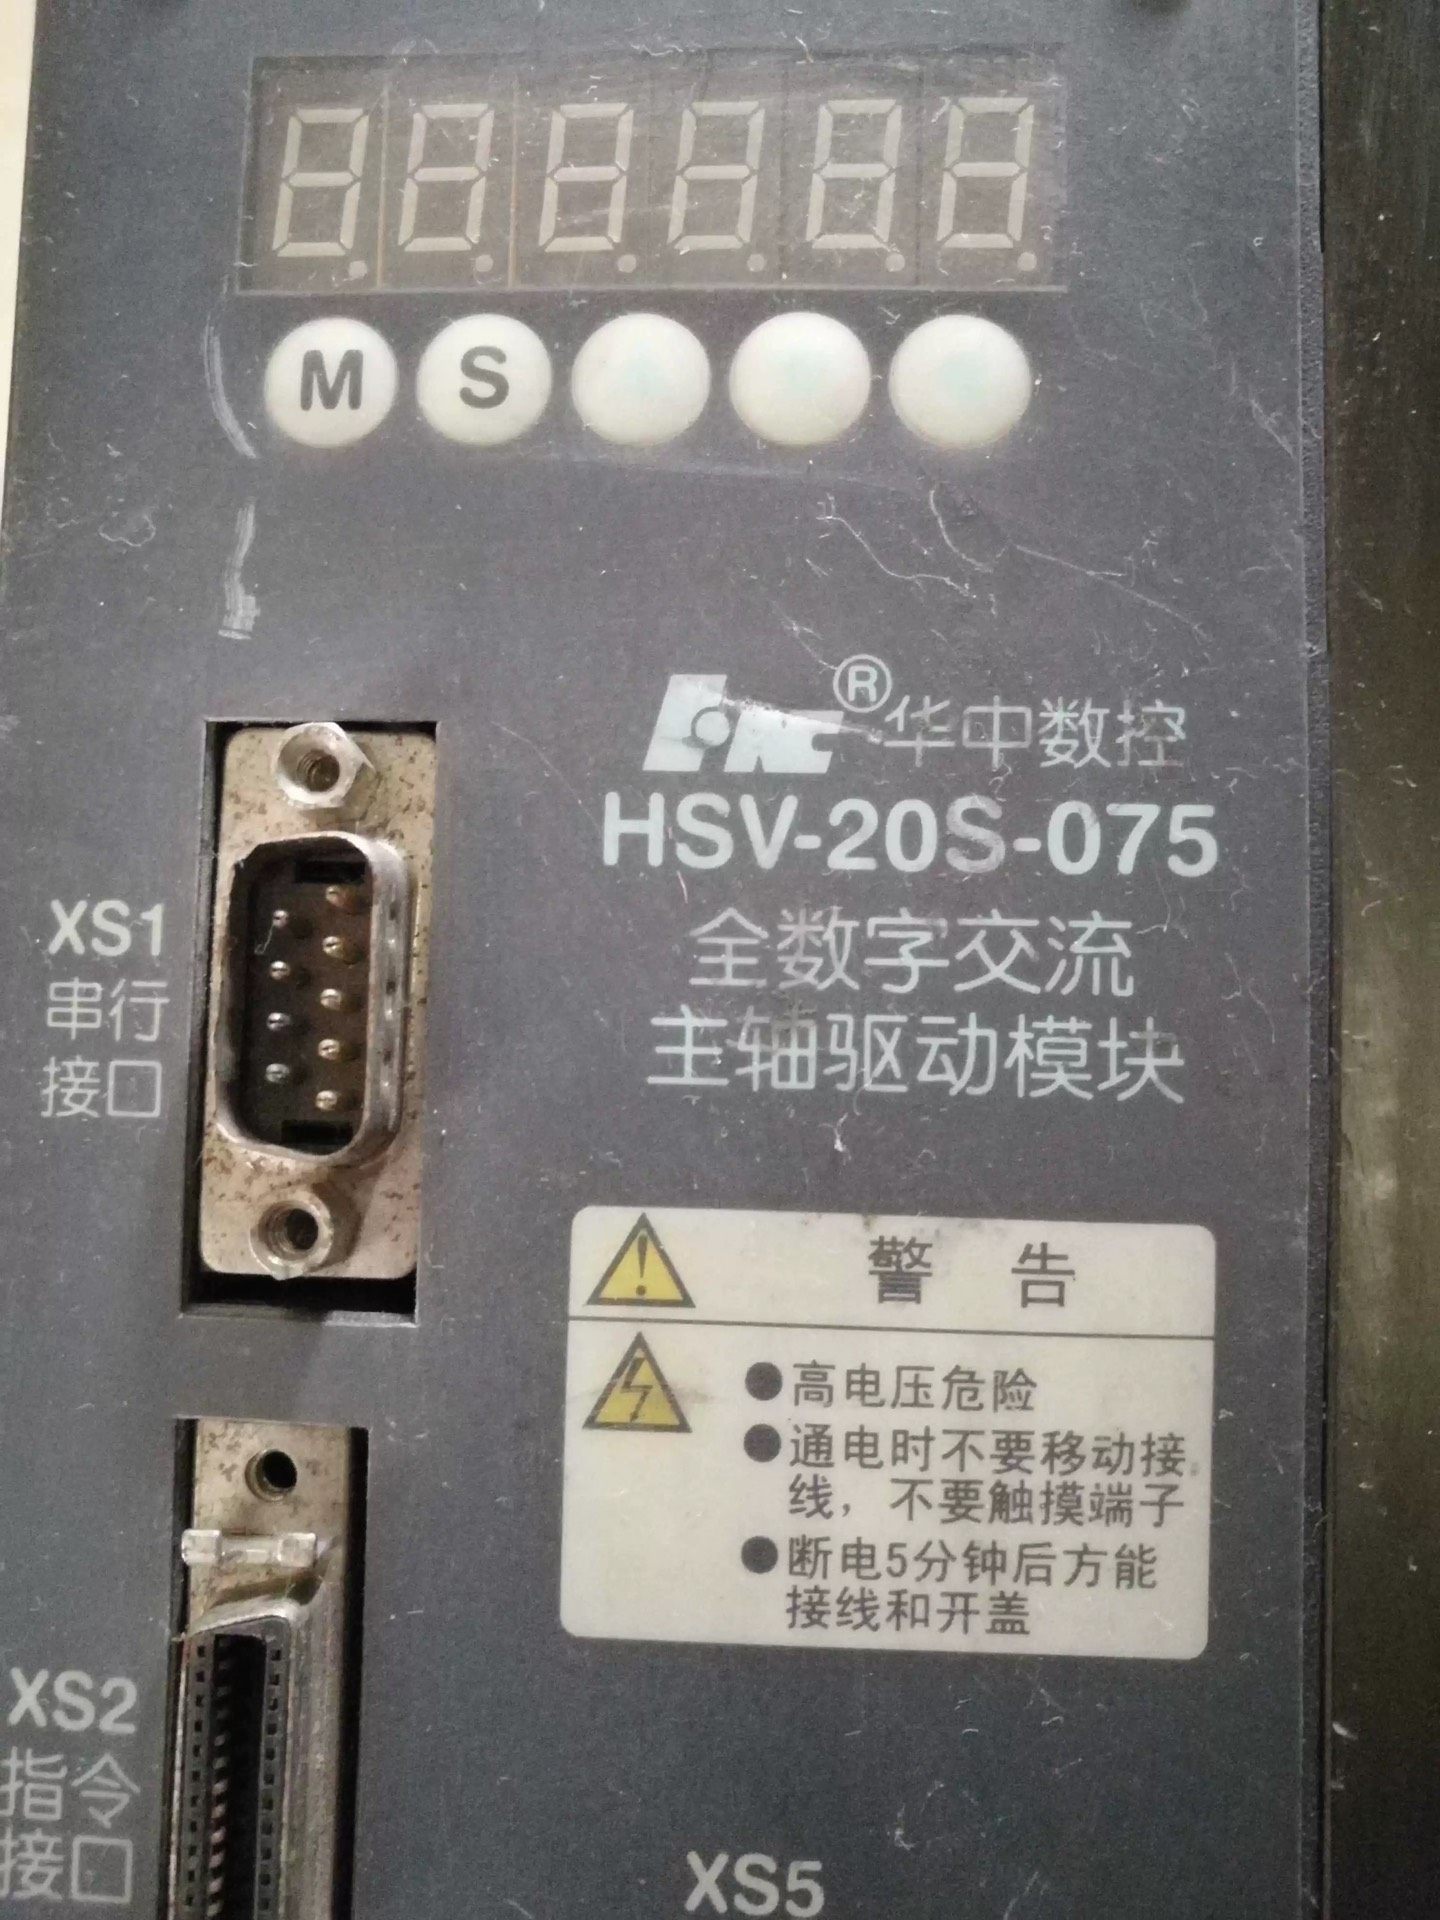 M S
® 华中数控
HSV-20S-075
全数字交流
主轴驱动模块
XS1
串行
接口
警 告
●高电压危险
●通电时不要移动接
线，不要触摸端子
●断电5分钟后方能
接线和开盖
XS2
指令
接口
XS5